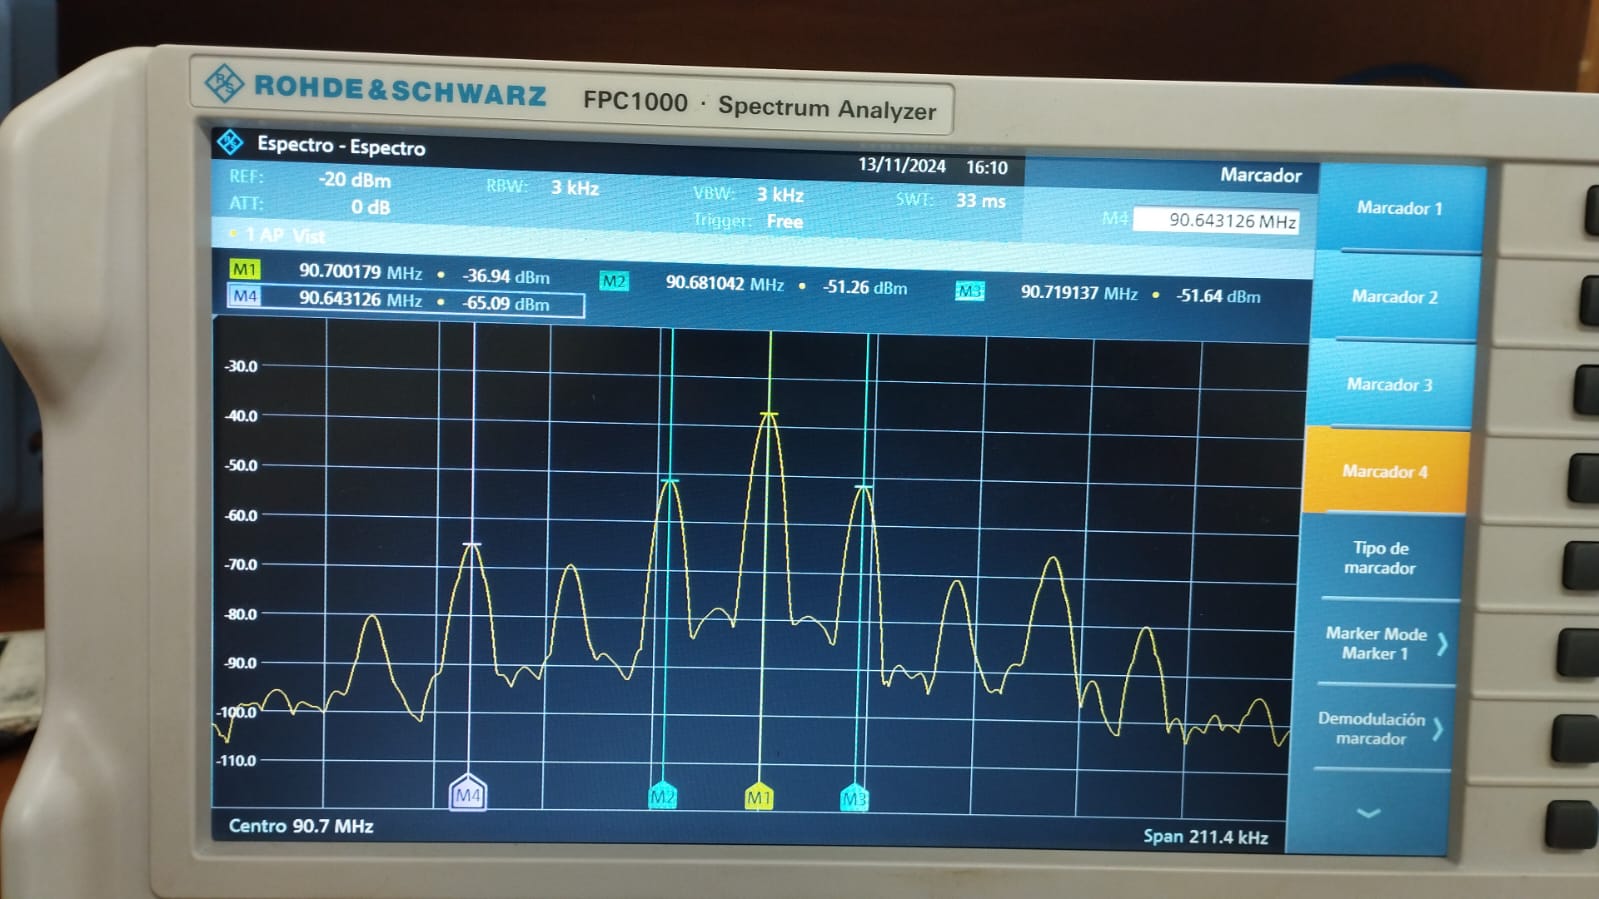 ROHDE&SCHWARZ FPC1000 · Spectrum Analyzer
Espectro - Espectro
13/11/2024 16:10
Marcador
REF: -20 dBm RBW: 3 kHz VBW: 3 kHz SWT: 33 ms
ATT: 0 dB Trigger: Free
M4 90.643126 MHz
1 AP Vist
M1 90.700179 MHz • -36.94 dBm M2 90.681042 MHz • -51.26 dBm M3 90.719137 MHz • -51.64 dBm
M4 90.643126 MHz • -65.09 dBm
-30.0
-40.0
-50.0
-60.0
-70.0
-80.0
-90.0
-100.0
-110.0
M4 M2 M1 M3
Centro 90.7 MHz Span 211.4 kHz
Marcador 1
Marcador 2
Marcador 3
Marcador 4
Tipo de
marcador
Marker Mode
Marker 1
Demodulación
marcador